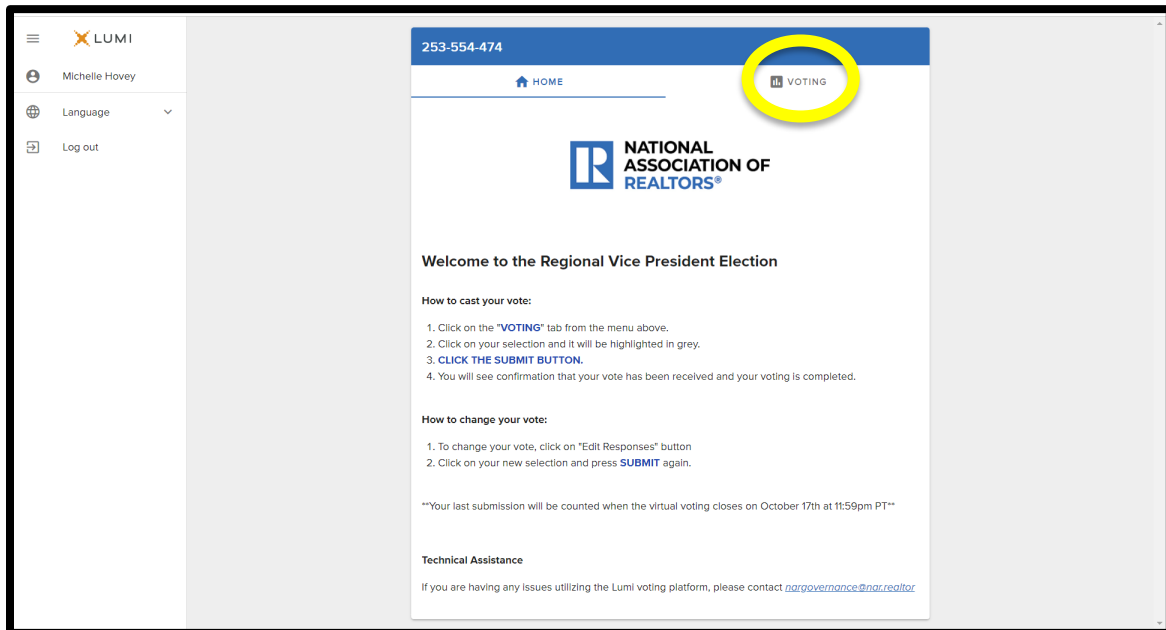 LUMI
Michelle Hovey
Language
Log out
253-554-474
HOME
VOTING
NATIONAL
ASSOCIATION OF
REALTORS®
Welcome to the Regional Vice President Election
How to cast your vote:
1. Click on the "VOTING" tab from the menu above.
2. Click on your selection and it will be highlighted in grey.
3. CLICK THE SUBMIT BUTTON.
4. You will see confirmation that your vote has been received and your voting is completed.
How to change your vote:
1. To change your vote, click on "Edit Responses" button
2. Click on your new selection and press SUBMIT again.
**Your last submission will be counted when the virtual voting closes on October 17th at 11:59pm PT**
Technical Assistance
If you are having any issues utilizing the Lumi voting platform, please contact nargovernance@nar.realtor